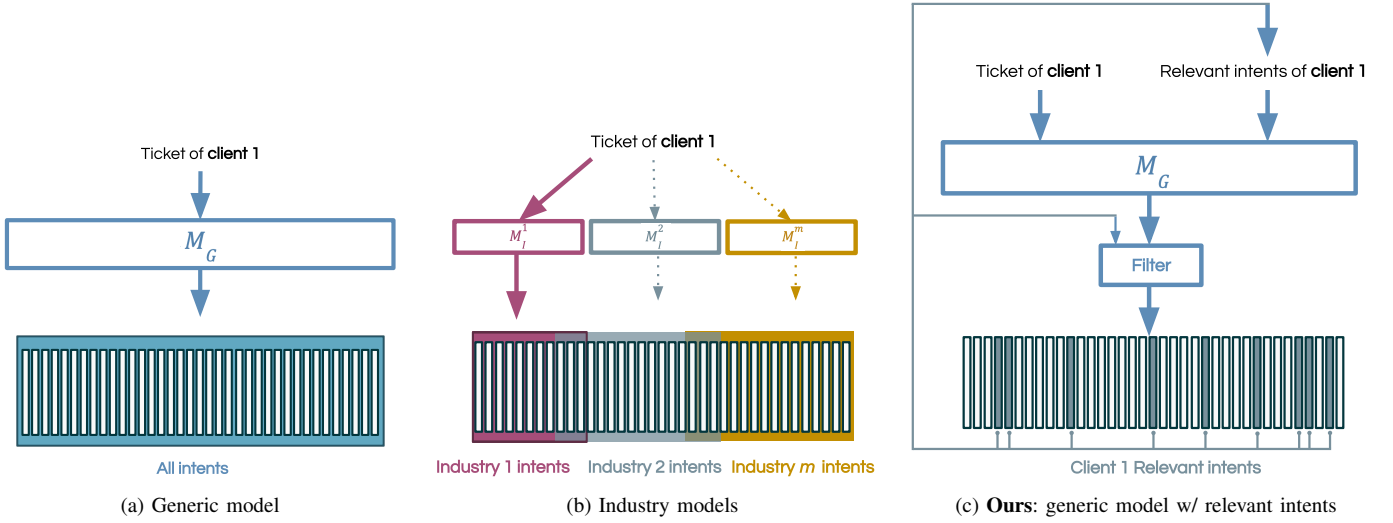 Ticket of client 1
M_G
All intents
(a) Generic model
Ticket of client 1
M_I^1
M_I^2
M_I^m
Industry 1 intents
Industry 2 intents
Industry m intents
(b) Industry models
Ticket of client 1
Relevant intents of client 1
M_G
Filter
Client 1 Relevant intents
(c) Ours: generic model w/ relevant intents